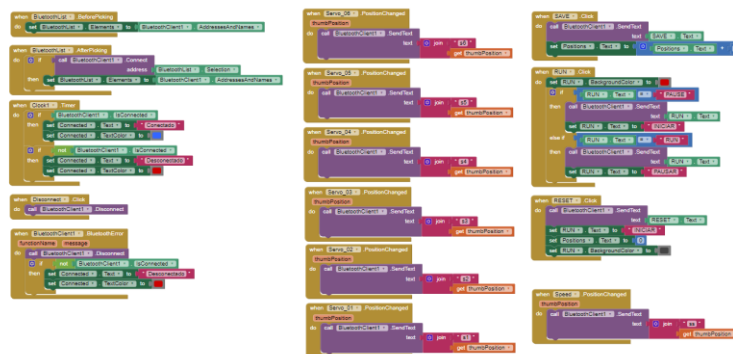 when BluetoothList .BeforePicking
do set BluetoothList . Elements to BluetoothClient1 . AddressesAndNames
when BluetoothList .AfterPicking
do if call BluetoothClient1 .Connect
address BluetoothList . Selection
then set BluetoothList . Elements to BluetoothClient1 . AddressesAndNames
when Clock1 .Timer
do if BluetoothClient1 . IsConnected
then set Connected . Text to " Conectado "
set Connected . TextColor to
if not BluetoothClient1 . IsConnected
then set Connected . Text to " Desconectado "
set Connected . TextColor to
when Disconnect .Click
do call BluetoothClient1 .Disconnect
when BluetoothClient1 .BluetoothError
functionName message
do call BluetoothClient1 .Disconnect
if not BluetoothClient1 . IsConnected
then set Connected . Text to " Desconectado "
set Connected . TextColor to
when Servo_06 .PositionChanged
thumbPosition
do call BluetoothClient1 .SendText
text join
get thumbPosition
when Servo_05 .PositionChanged
thumbPosition
do call BluetoothClient1 .SendText
text join " s5 "
get thumbPosition
when Servo_04 .PositionChanged
thumbPosition
do call BluetoothClient1 .SendText
text join " s4 "
get thumbPosition
when Servo_03 .PositionChanged
thumbPosition
do call BluetoothClient1 .SendText
text join " s3 "
get thumbPosition
when Servo_02 .PositionChanged
thumbPosition
do call BluetoothClient1 .SendText
text join " s2 "
get thumbPosition
when Servo_01 .PositionChanged
thumbPosition
do call BluetoothClient1 .SendText
text join " s1 "
get thumbPosition
when SAVE .Click
do call BluetoothClient1 .SendText
text SAVE . Text
set Positions . Text to Positions . Text +
when RUN .Click
do set RUN . BackgroundColor to
if RUN . Text = " PAUSE "
then call BluetoothClient1 .SendText
text RUN . Text
set RUN . Text to " INICIAR "
else if RUN . Text = " RUN "
then call BluetoothClient1 .SendText
text RUN . Text
set RUN . Text to " PAUSAR "
when RESET .Click
do call BluetoothClient1 .SendText
text RESET . Text
set RUN . Text to " INICIAR "
set Positions . Text to 0
set RUN . BackgroundColor to
when Speed .PositionChanged
thumbPosition
do call BluetoothClient1 .SendText
text join " ss "
get thumbPosition